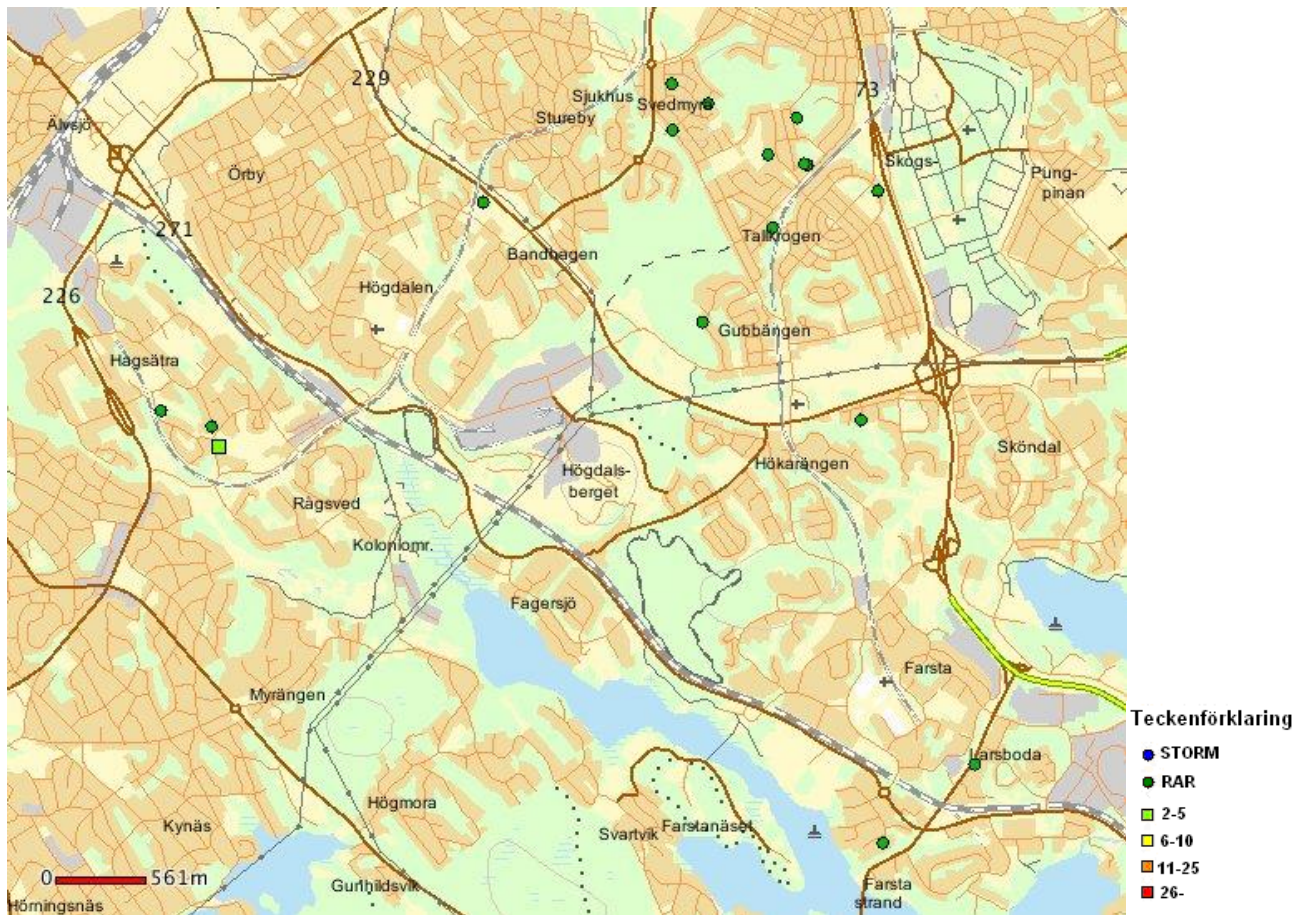 229
Sjukhus
Svedmyra
73
Stureby
Älvsjö
Skogs-
Örby
Pung-
pinan
271
Tallkrogen
Bandhagen
Högdalen
226
Gubbängen
Hagsätra
Sköndal
Högdals-
berget
Hökarängen
Rågsved
Koloniomr.
Fagersjö
Farsta
Myrängen
Teckenförklaring
STORM
Larsboda
RAR
Högmora
2-5
Kynäs
Svartvik
Farstanäset
6-10
11-25
0
561m
Gunhildsvik
Farsta
strand
26-
Hörningsnäs